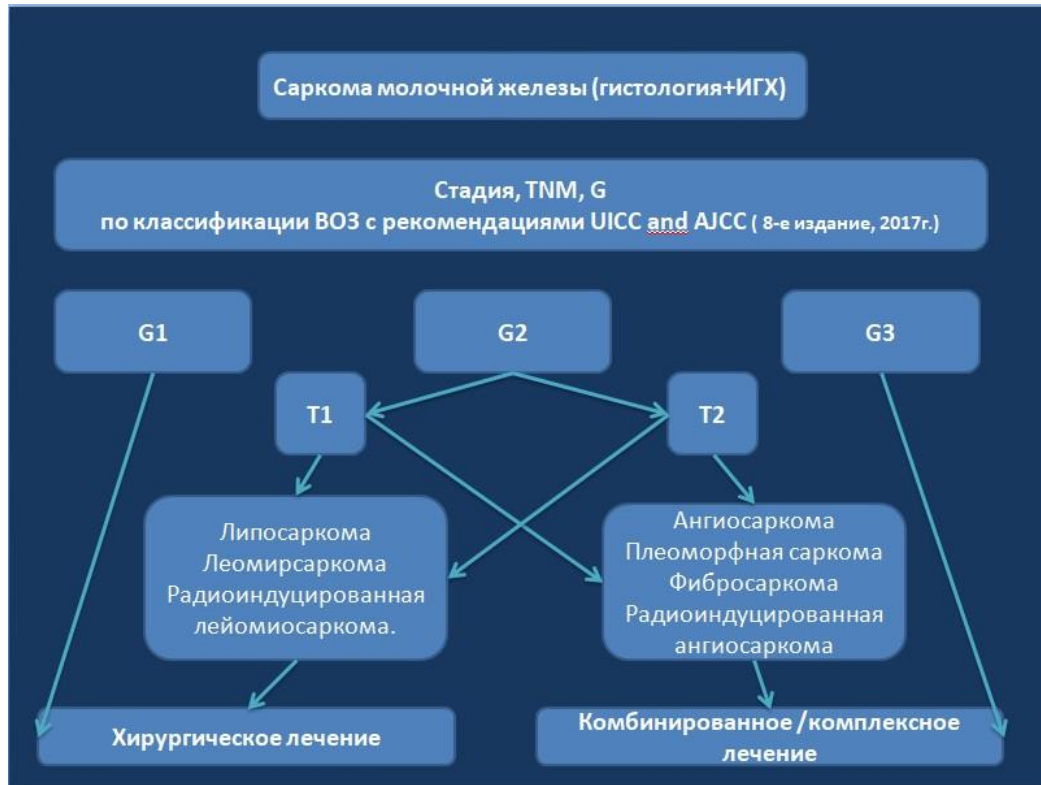 Саркома молочной железы (гистология+ИГХ)
Стадия, TNM, G
по классификации ВОЗ с рекомендациями UICC and AJCC ( 8-е издание, 2017г.)
G1
G2
G3
T1
T2
Липосаркома
Леомирсаркома
Радиоиндуцированная
лейомиосаркома.
Ангиосаркома
Плеоморфная саркома
Фибросаркома
Радиоиндуцированная
ангиосаркома
Хирургическое лечение
Комбинированное /комплексное
лечение